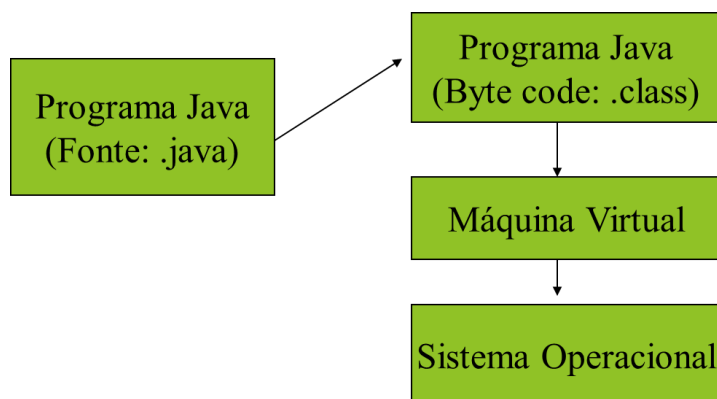 Programa Java
(Fonte: .java)
Programa Java
(Byte code: .class)
Máquina Virtual
Sistema Operacional